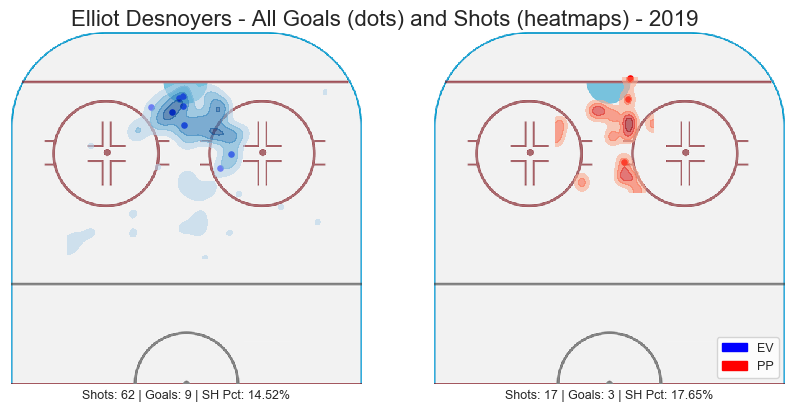 Elliot Desnoyers - All Goals (dots) and Shots (heatmaps) - 2019
EV
PP
Shots: 62 | Goals: 9 | SH Pct: 14.52%
Shots: 17 | Goals: 3 | SH Pct: 17.65%